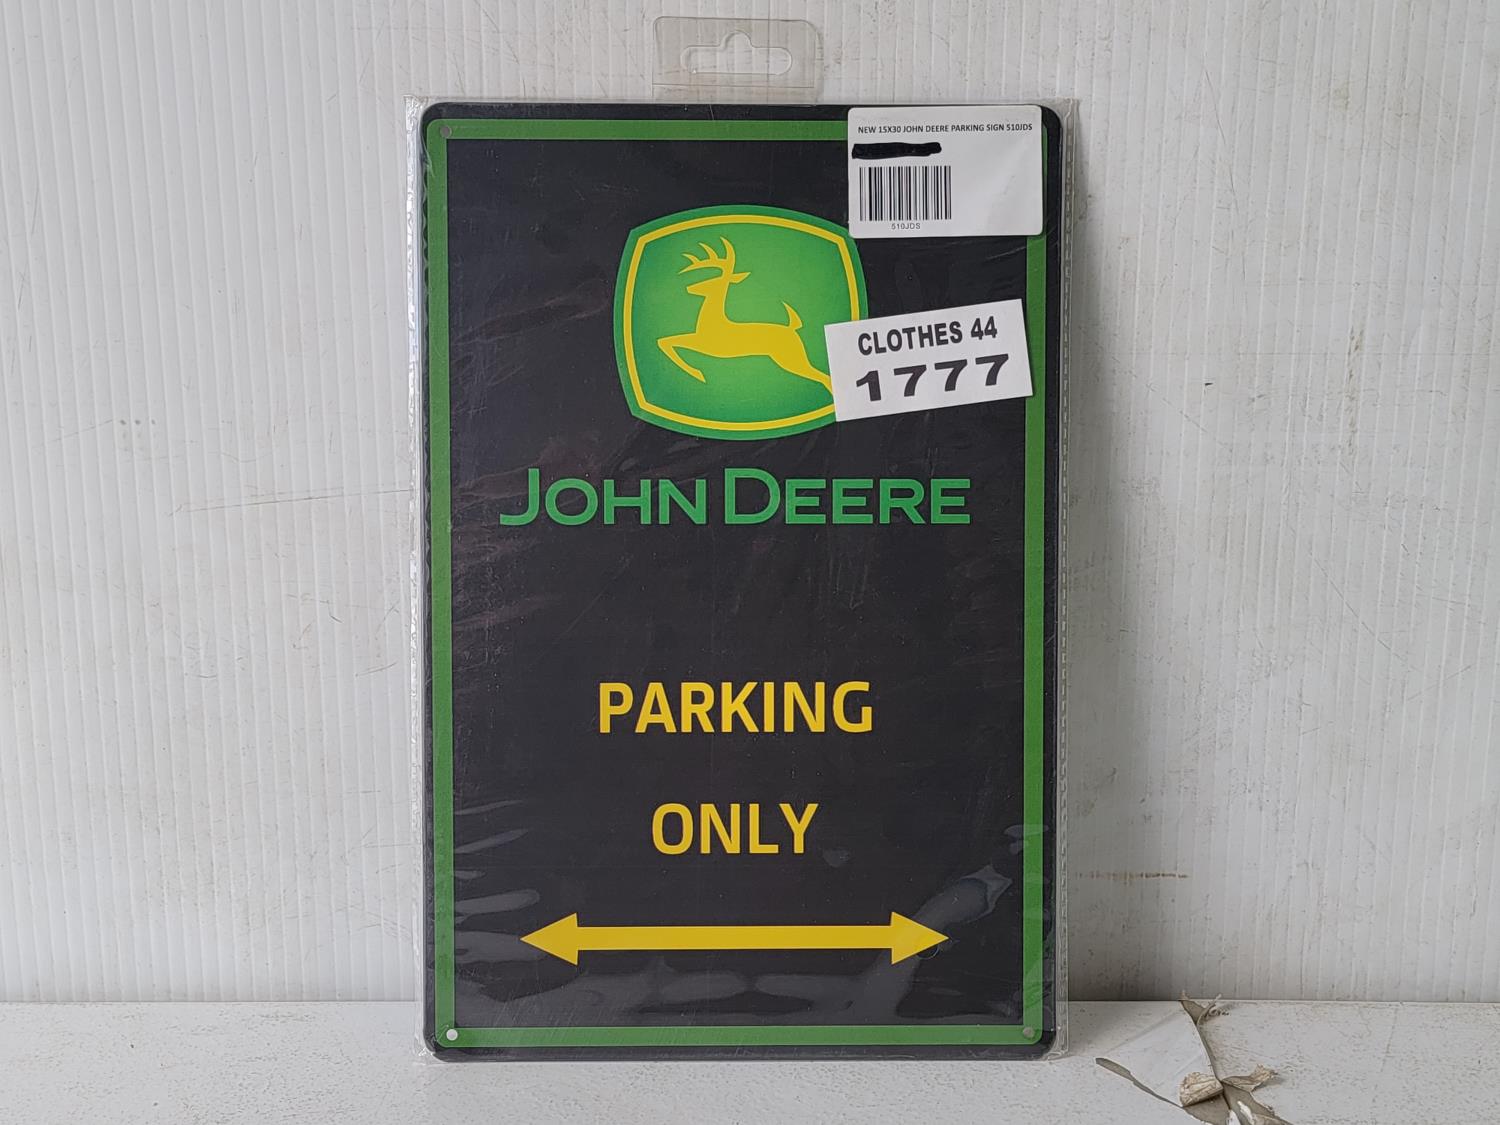 NEW 15X30 JOHN DEERE PARKING SIGN 510JDS
510JDS
CLOTHES 44
1777
JOHN DEERE
PARKING
ONLY